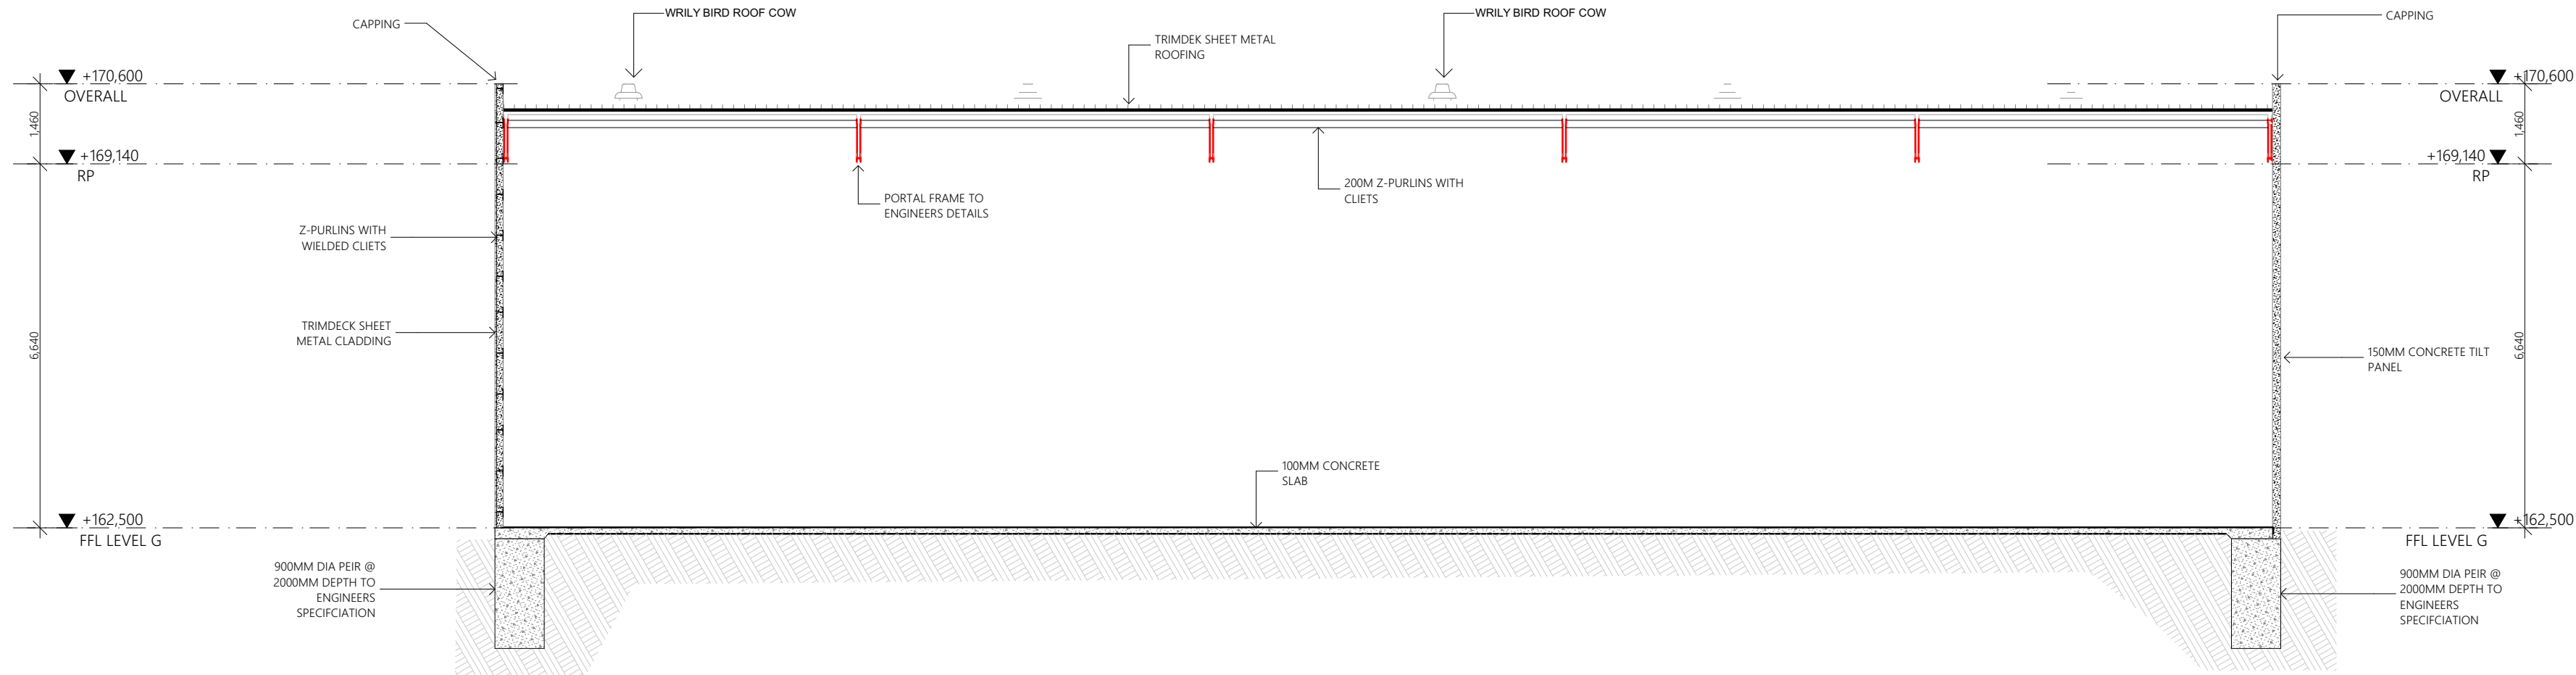 WRILY BIRD ROOF COW
WRILY BIRD ROOF COW
CAPPING
CAPPING
TRIMDEK SHEET METAL
ROOFING
+170,600
OVERALL
+170,600
OVERALL
1,460
1,460
+169,140
RP
+169,140
RP
200M Z-PURLINS WITH
CLIETS
PORTAL FRAME TO
ENGINEERS DETAILS
Z-PURLINS WITH
WIELDED CLIETS
TRIMDECK SHEET
METAL CLADDING
6,640
6,640
150MM CONCRETE TILT
PANEL
100MM CONCRETE
SLAB
+162,500
FFL LEVEL G
+162,500
FFL LEVEL G
900MM DIA PEIR @
2000MM DEPTH TO
ENGINEERS
SPECIFCIATION
900MM DIA PEIR @
2000MM DEPTH TO
ENGINEERS
SPECIFCIATION